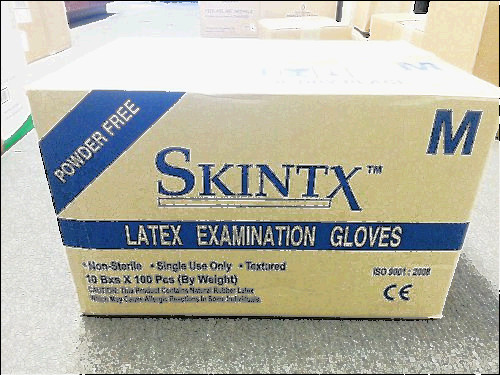 M
POWDER FREE
M
SKINTX™
LATEX EXAMINATION GLOVES
•Non-Sterile •Single Use Only •Textured
10 Bxs X 100 Pcs (By Weight)
ISO 9001 : 2008
CAUTION: This Product Contains Natural Rubber Latex
Which May Cause Allergic Reactions In Some Individuals.
CE